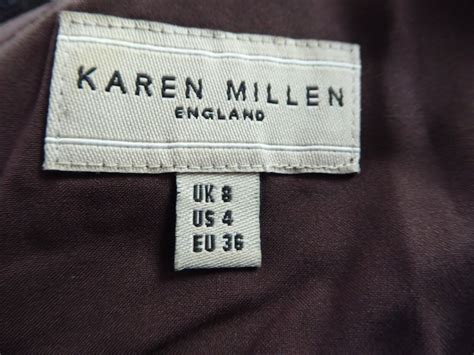 KAREN MILLEN
ENGLAND
UK 8
US 4
EU 36